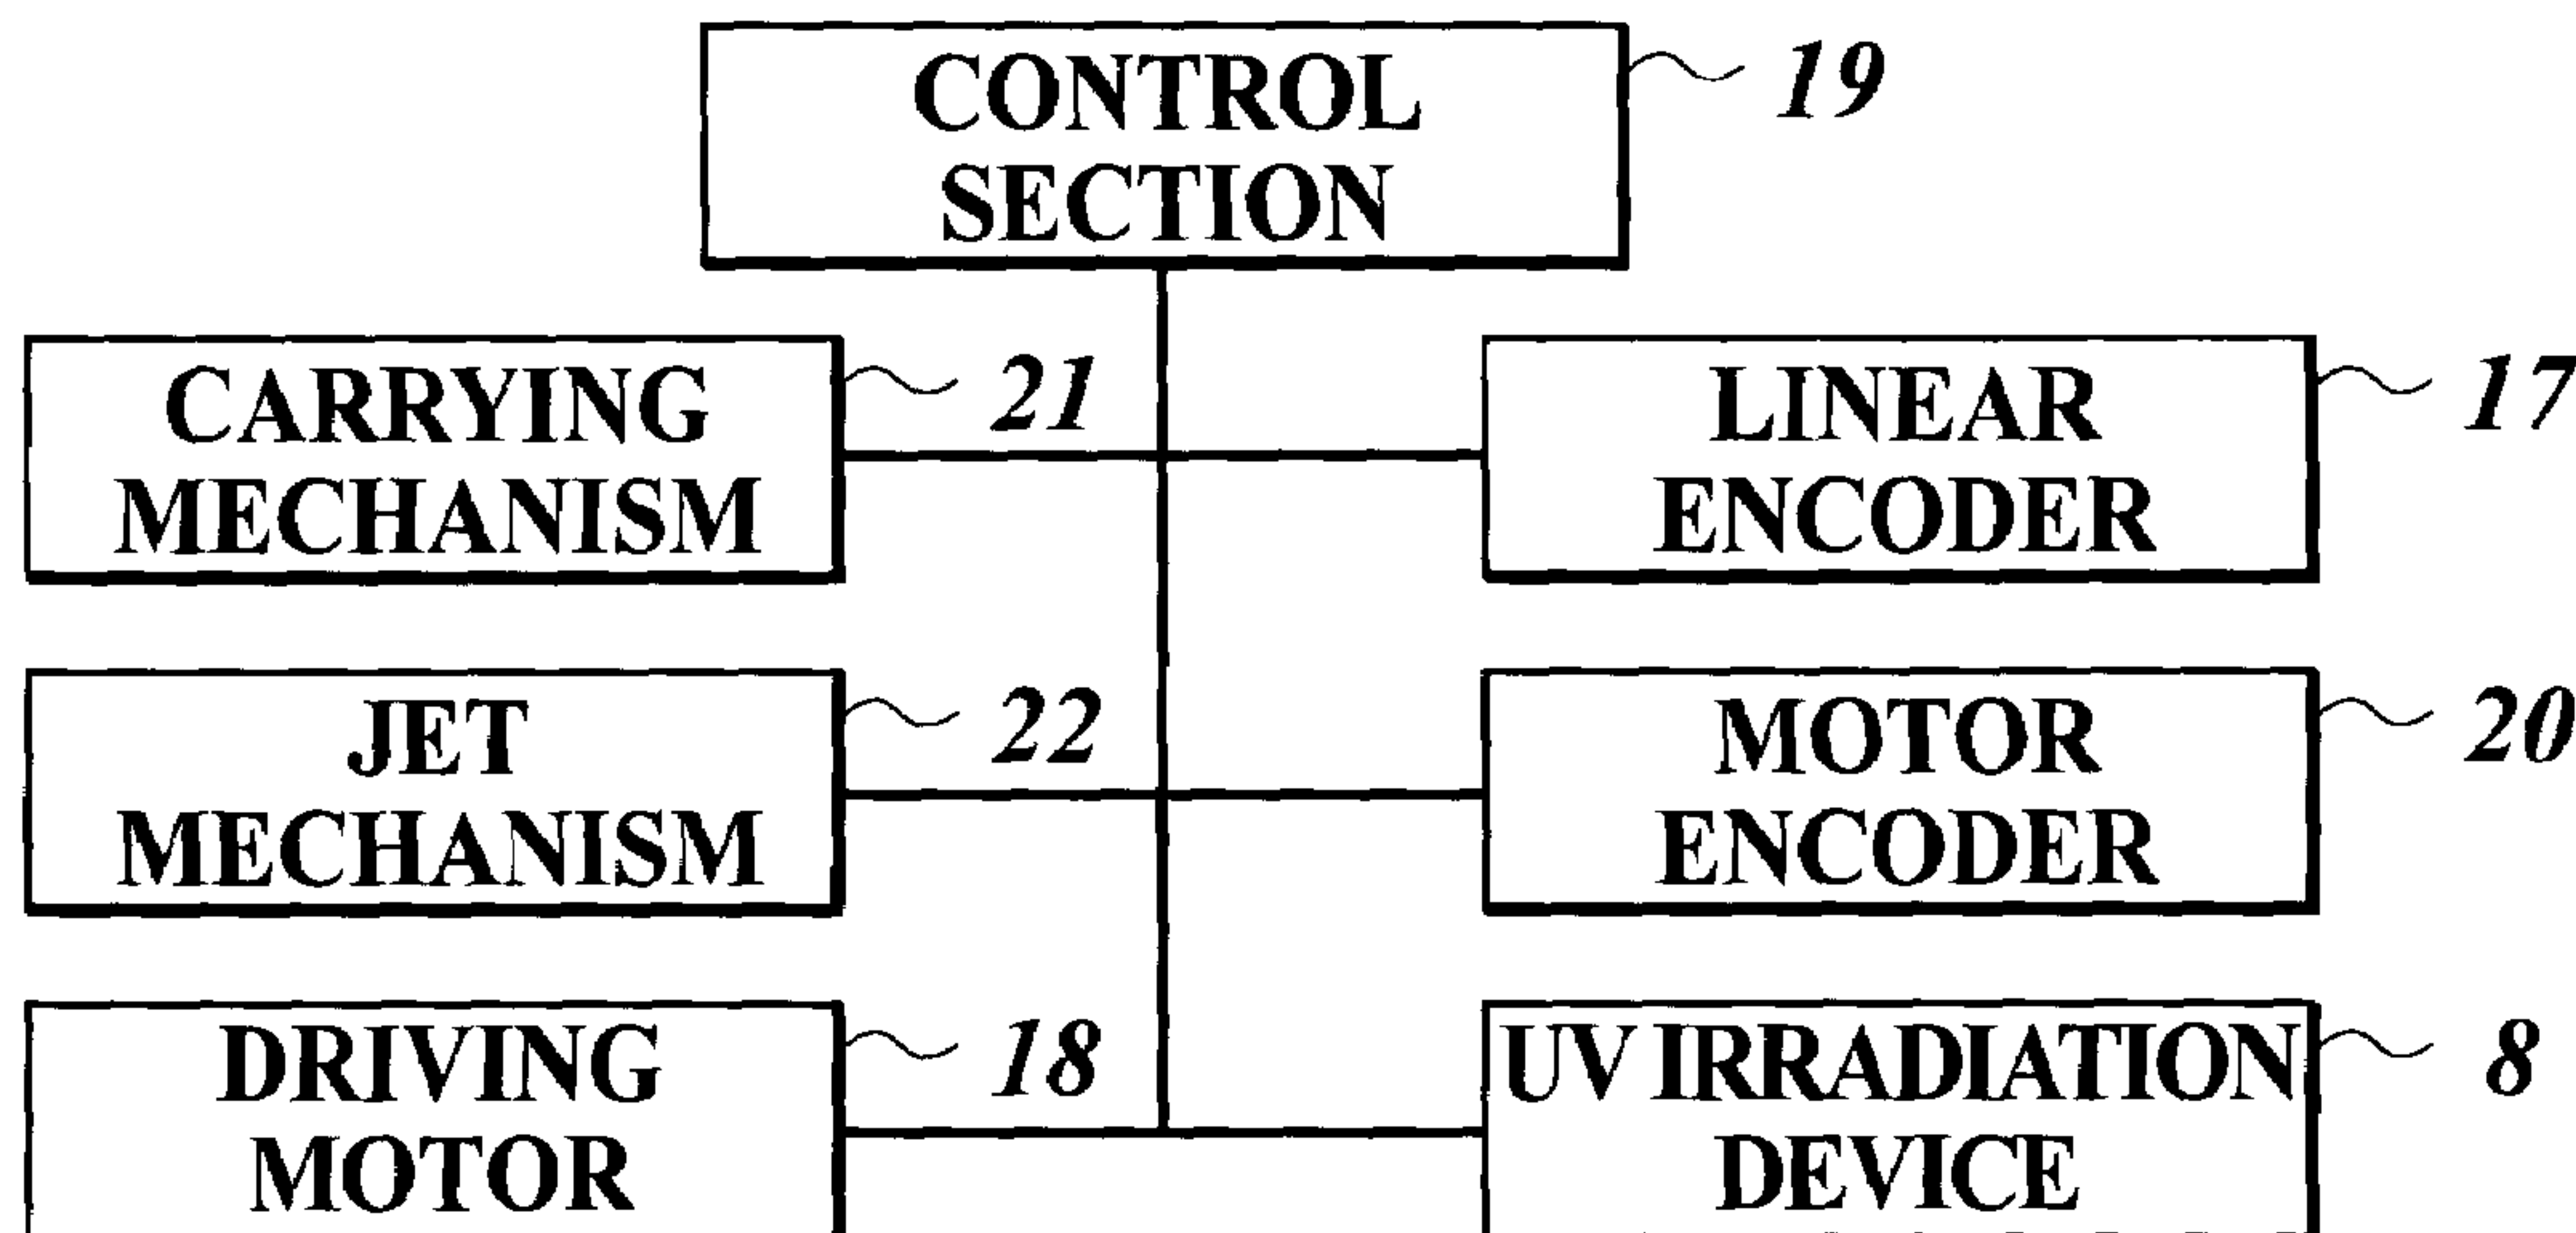 CONTROL
SECTION
19
CARRYING
MECHANISM
21
LINEAR
ENCODER
17
JET
MECHANISM
22
MOTOR
ENCODER
20
DRIVING
MOTOR
18
UV IRRADIATION
DEVICE
8